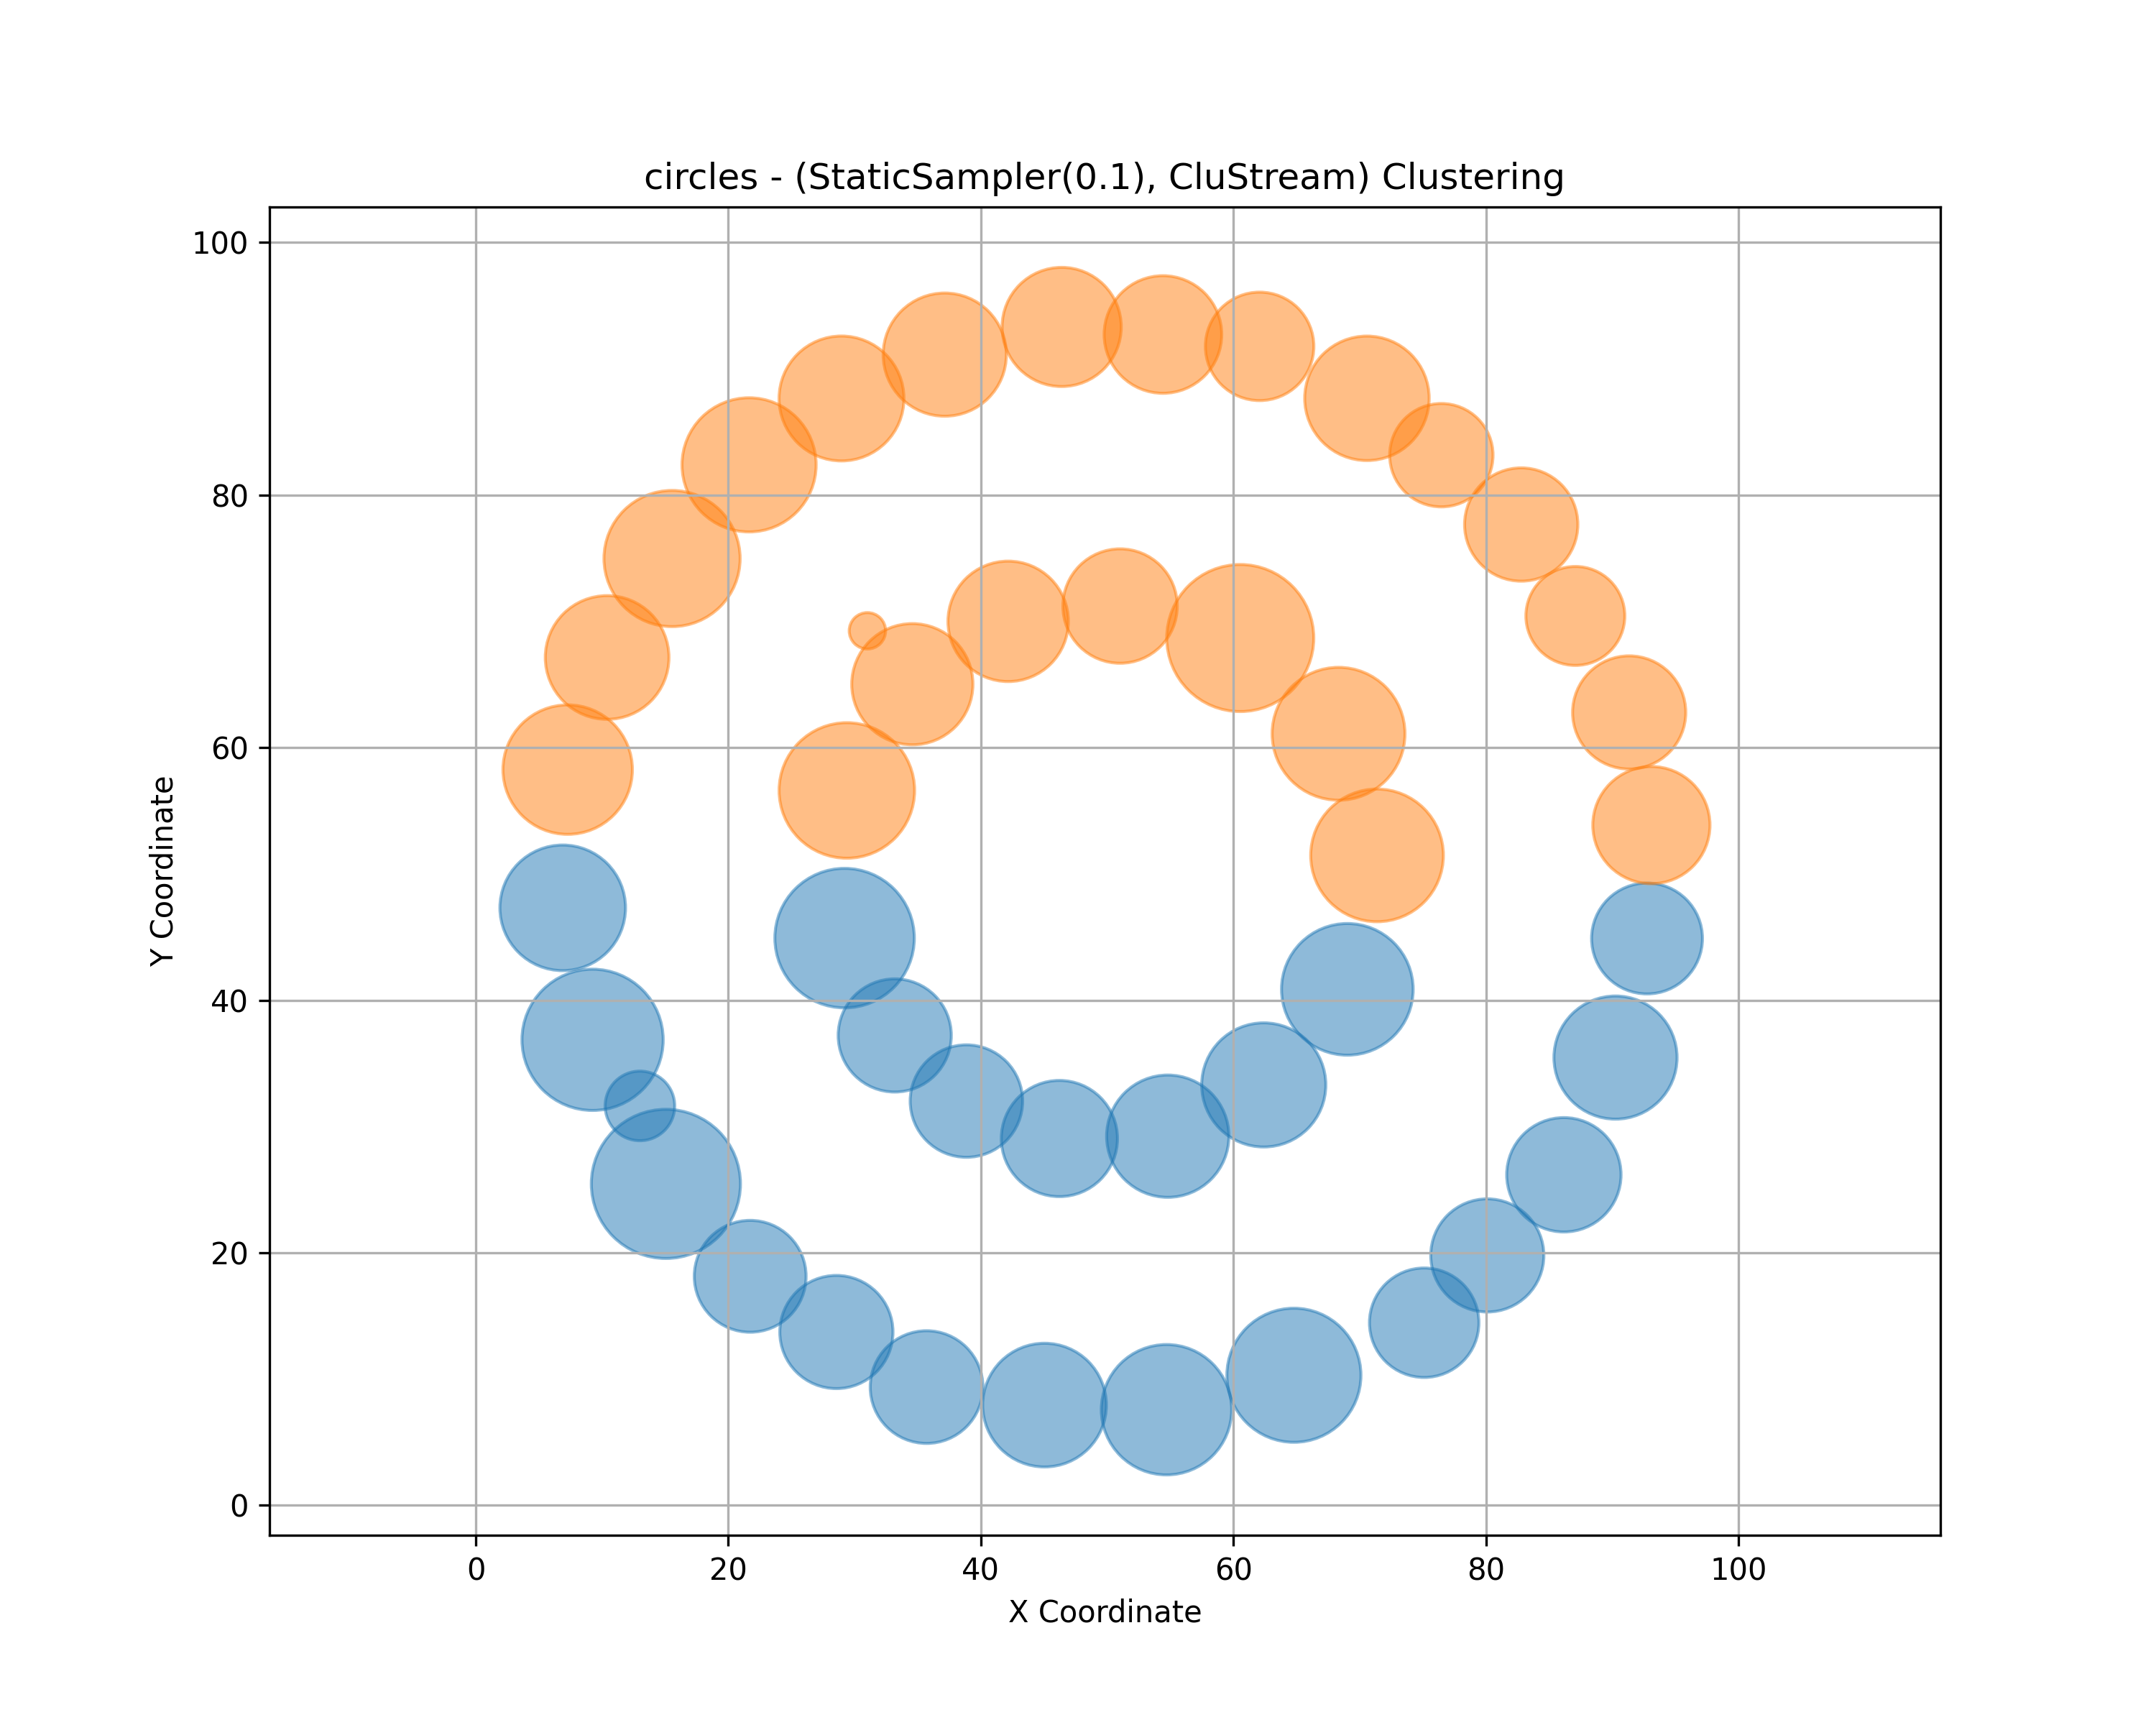 circles - (StaticSampler(0.1), CluStream) Clustering
100
80
60
40
20
0
Y Coordinate
0 20 40 60 80 100
X Coordinate